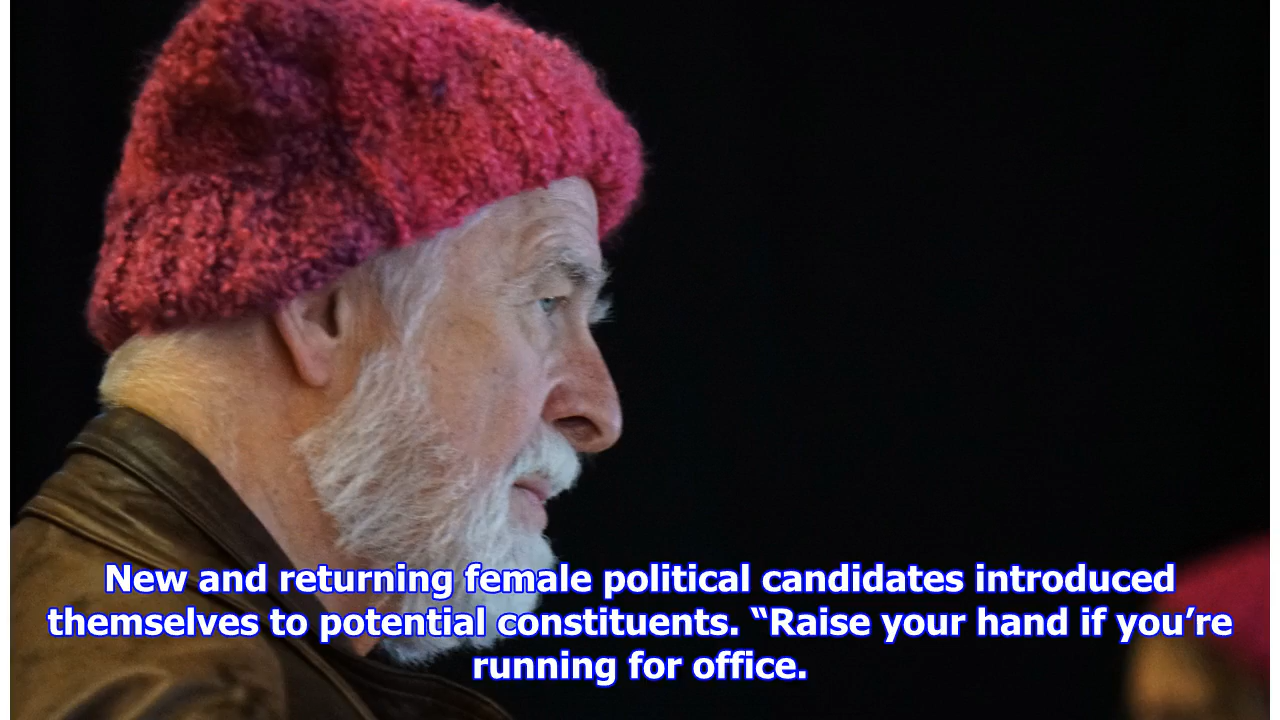 New and returning female political candidates introduced
themselves to potential constituents. “Raise your hand if you’re
running for office.